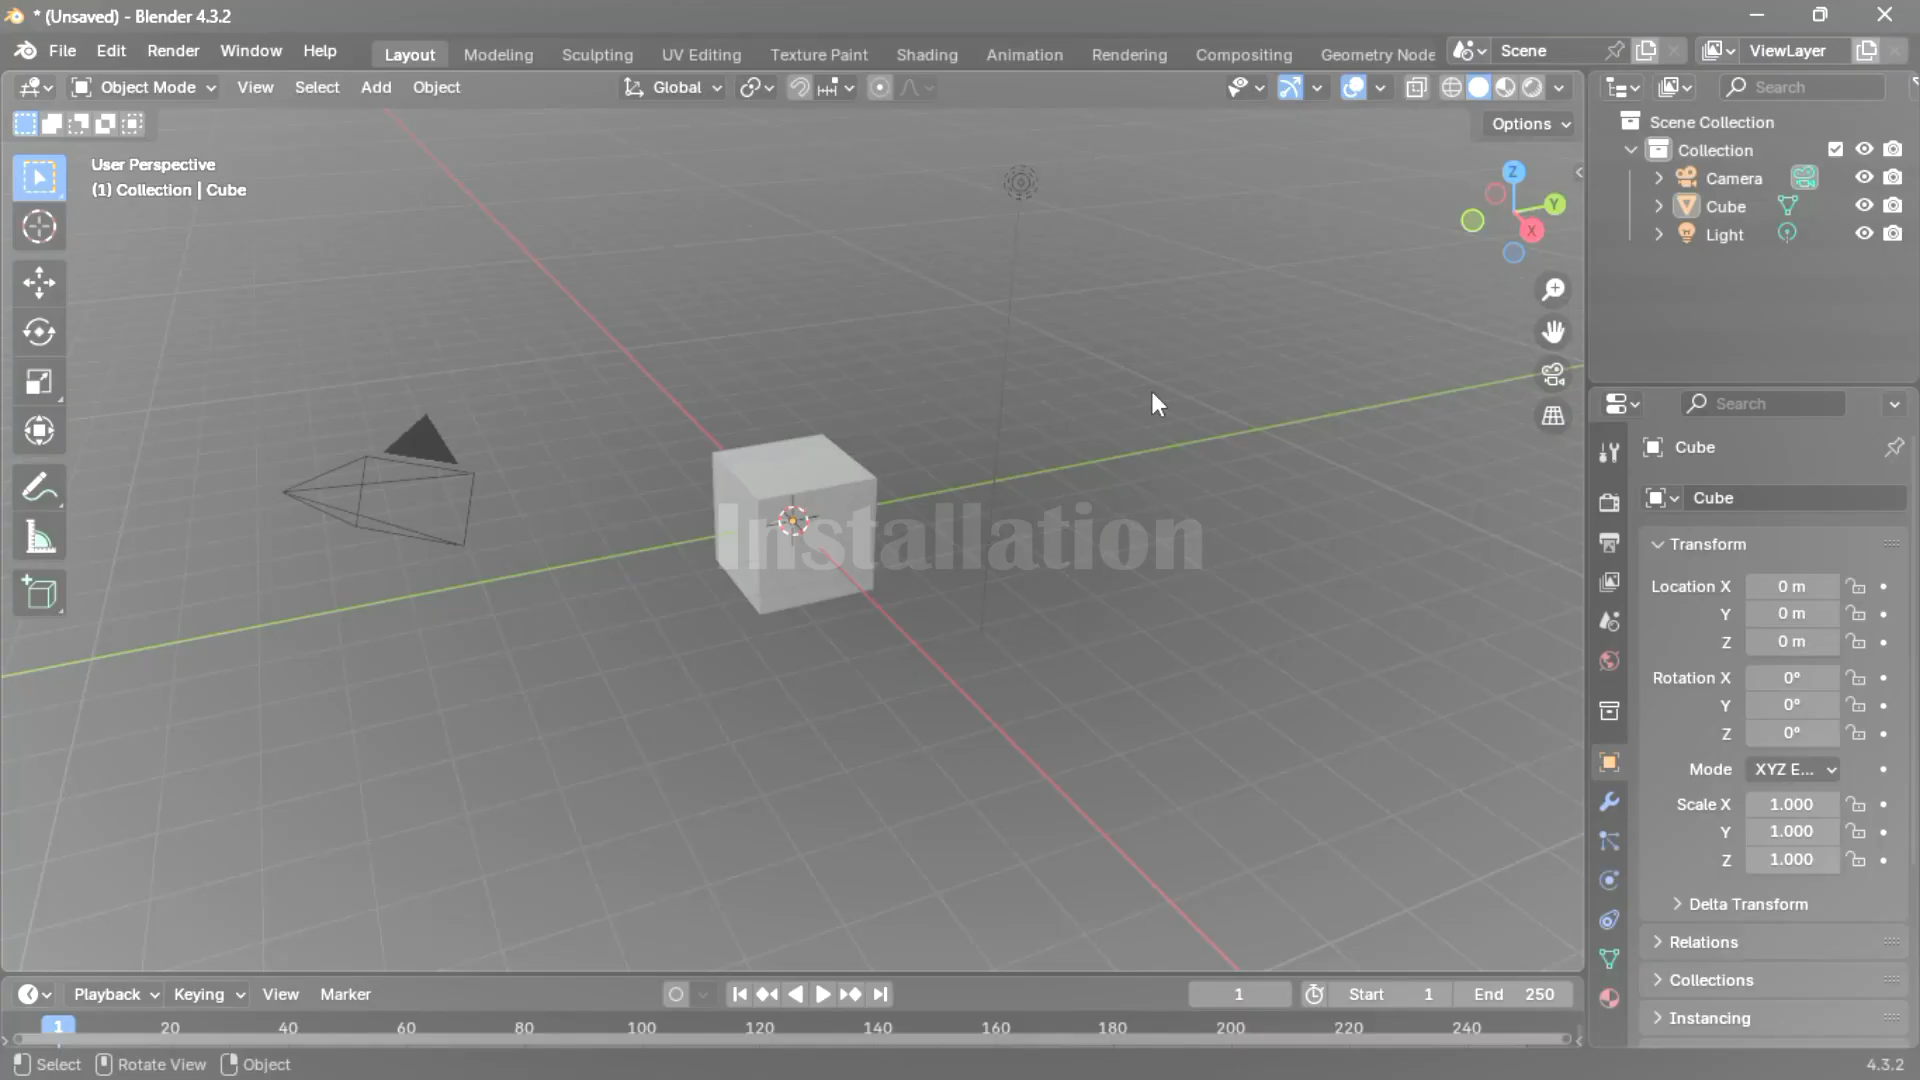 * (Unsaved) - Blender 4.3.2
File Edit Render Window Help Layout Modeling Sculpting UV Editing Texture Paint Shading Animation Rendering Compositing Geometry Node Scene ViewLayer
Object Mode View Select Add Object Global Search
Options
User Perspective
(1) Collection | Cube
Scene Collection
Collection
Camera
Cube
Light
Z
Y
X
Search
Cube
Cube
Installation
Transform
Location X 0 m
Y 0 m
Z 0 m
Rotation X 0°
Y 0°
Z 0°
Mode XYZ E...
Scale X 1.000
Y 1.000
Z 1.000
Delta Transform
Relations
Collections
Instancing
Playback Keying View Marker 1 Start 1 End 250
1 20 40 60 80 100 120 140 160 180 200 220 240
Select Rotate View Object 4.3.2